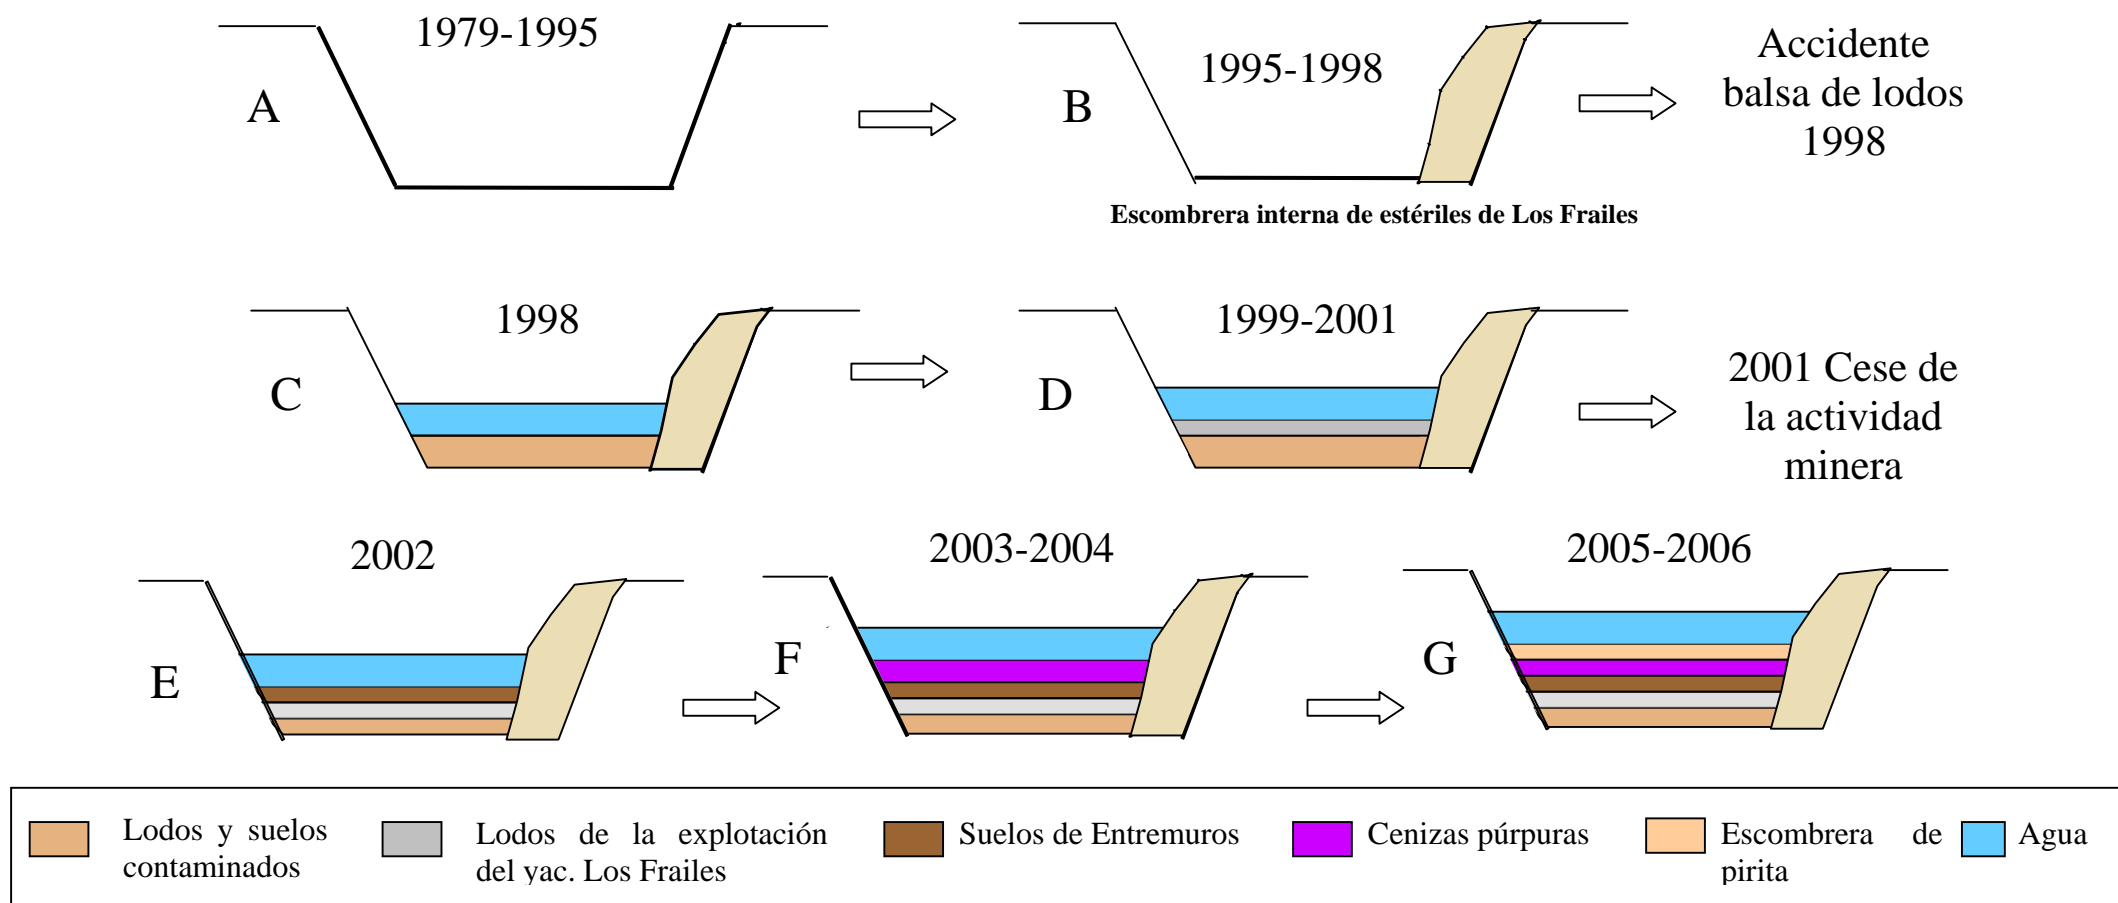 1979-1995
A
1995-1998
B
Accidente
balsa de lodos
1998
Escombrera interna de estériles de Los Frailes
1998
C
1999-2001
D
2001 Cese de
la actividad
minera
2002
E
2003-2004
F
2005-2006
G
Lodos y suelos
contaminados
Lodos de la explotación
del yac. Los Frailes
Suelos de Entremuros
Cenizas púrpuras
Escombrera de
pirita
Agua